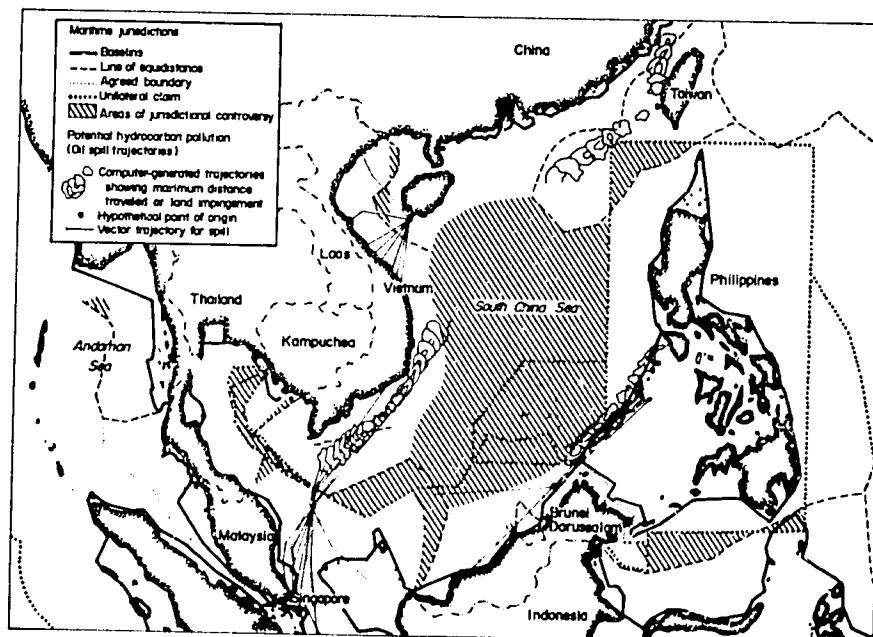 Maritime jurisdictions
Baseline
Line of equidistance
Agreed boundary
Unilateral claim
Areas of jurisdictional controversy
Potential hydrocarbon pollution
(Oil spill trajectories)
Computer-generated trajectories
showing maximum distance
traveled or land impingement
Hypothetical point of origin
Vector trajectory for spill
China
Taiwan
Laos
Vietnam
Thailand
South China Sea
Philippines
Kampuchea
Andaman
Sea
Malaysia
Brunei
Darussalam
Singapore
Indonesia